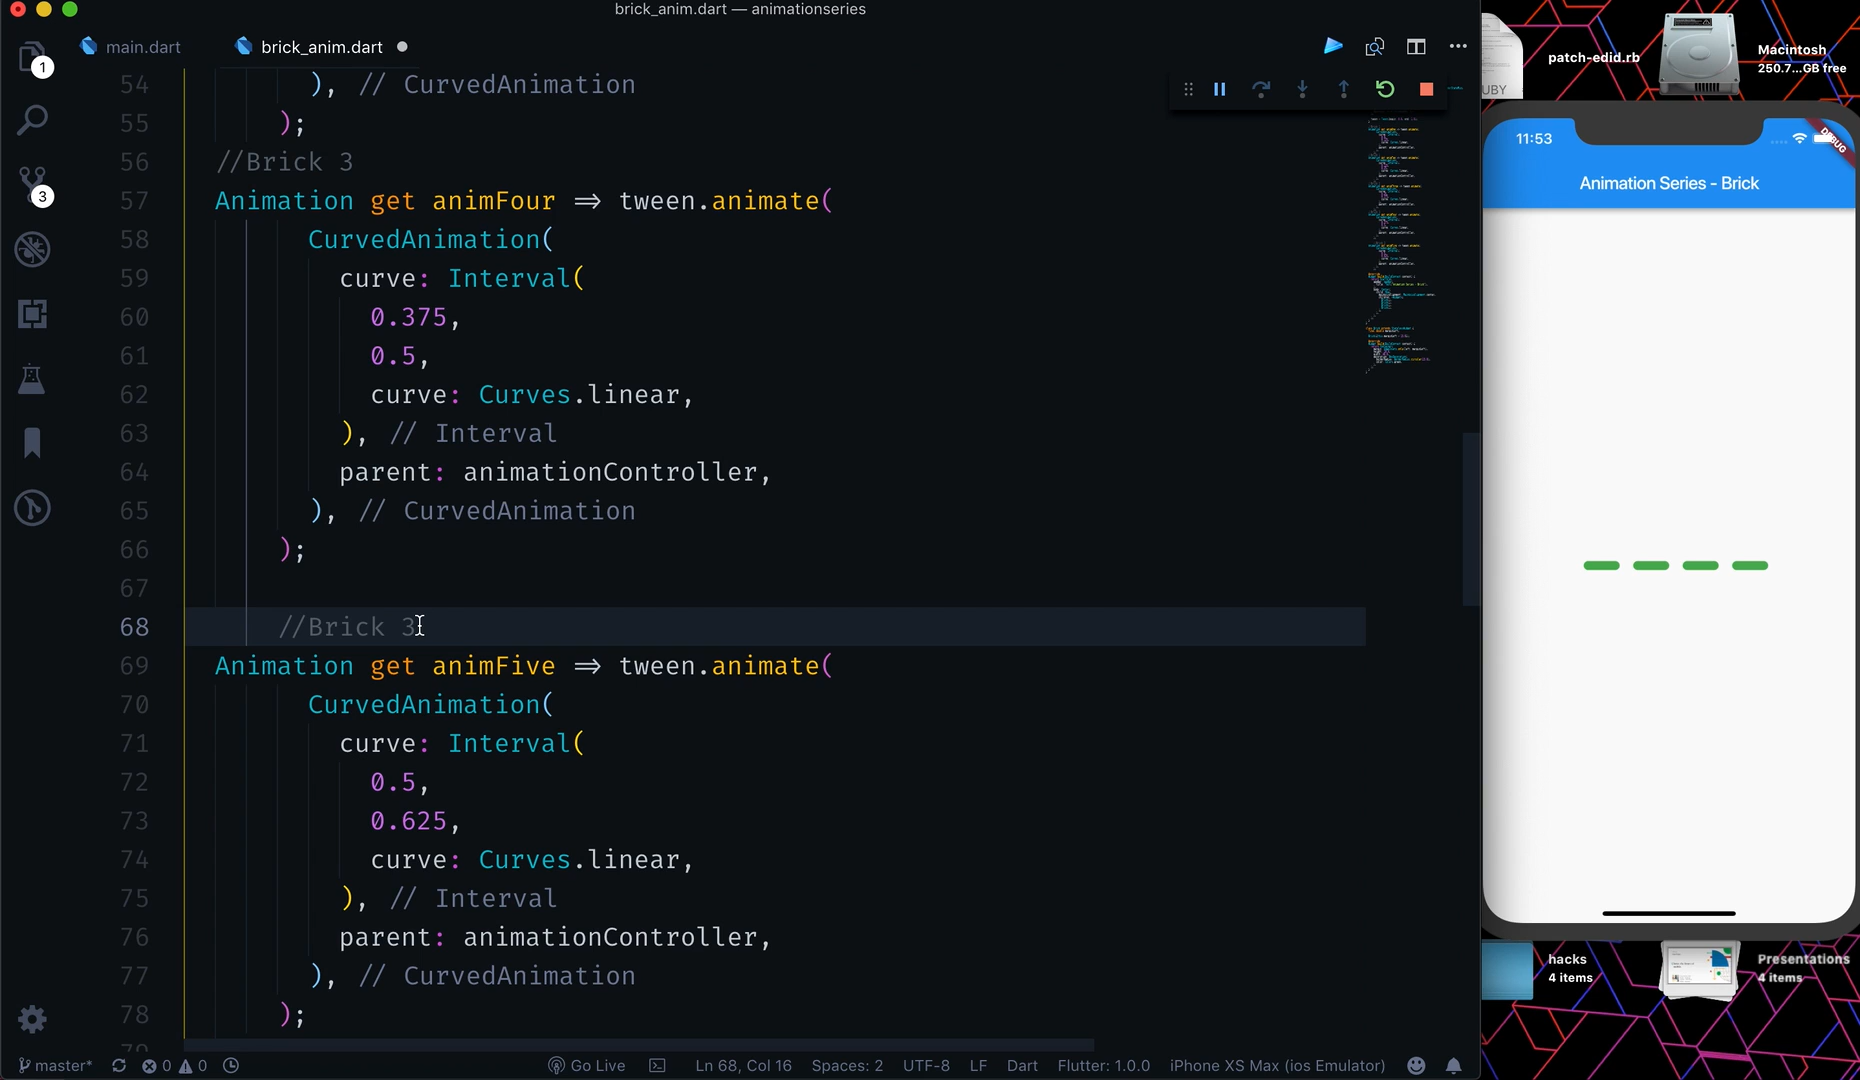 brick_anim.dart — animationseries
main.dart
brick_anim.dart
54 ), // CurvedAnimation
55 );
56 //Brick 3
57 Animation get animFour => tween.animate(
58 CurvedAnimation(
59 curve: Interval(
60 0.375,
61 0.5,
62 curve: Curves.linear,
63 ), // Interval
64 parent: animationController,
65 ), // CurvedAnimation
66 );
67
68 //Brick 3
69 Animation get animFive => tween.animate(
70 CurvedAnimation(
71 curve: Interval(
72 0.5,
73 0.625,
74 curve: Curves.linear,
75 ), // Interval
76 parent: animationController,
77 ), // CurvedAnimation
78 );
79
1
3
master*
0 0
Go Live
Ln 68, Col 16
Spaces: 2
UTF-8
LF
Dart
Flutter: 1.0.0
iPhone XS Max (ios Emulator)
UBY
patch-edid.rb
Macintosh
250.7...GB free
11:53
DEBUG
Animation Series - Brick
hacks
4 items
Presentations
4 items